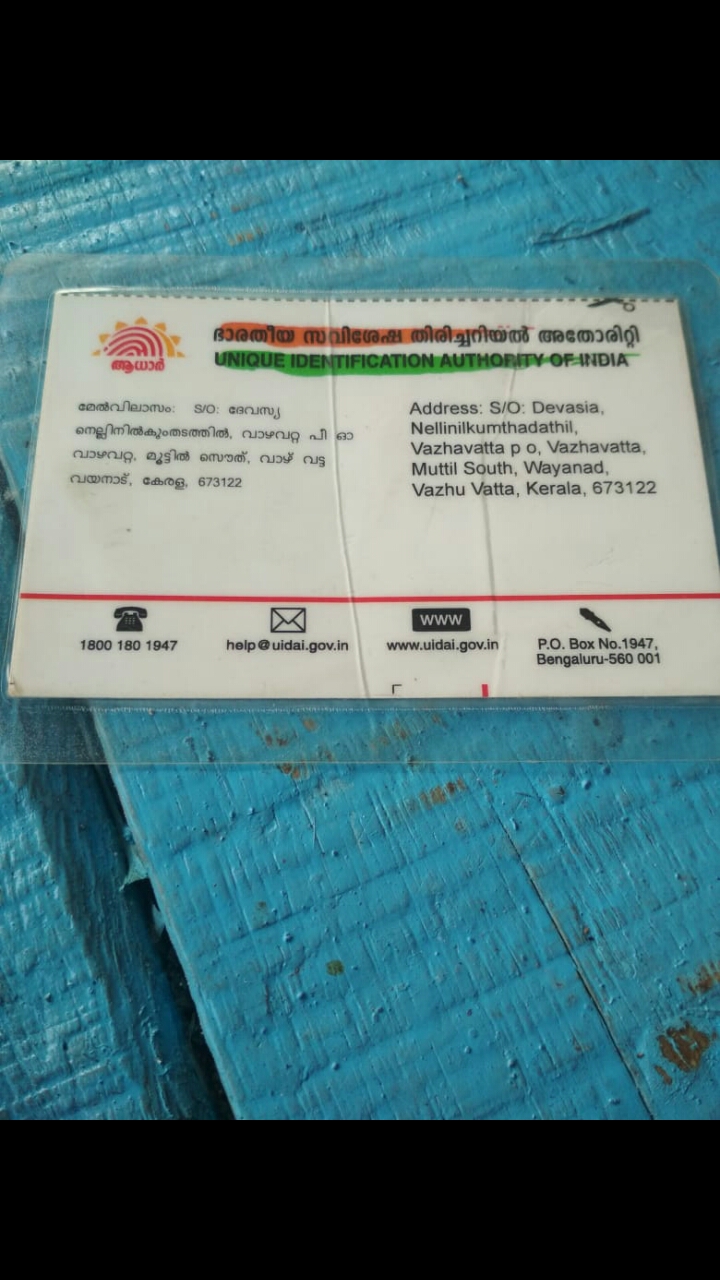 ഭാരതീയ സവിശേഷ തിരിച്ചറിയൽ അതോരിറ്റി
UNIQUE IDENTIFICATION AUTHORITY OF INDIA
ആധാർ
മേൽവിലാസം: S/O: ദേവസ്യ
നെല്ലിനിൽകുംതടത്തിൽ, വാഴവറ്റ പീ ഓ
വാഴവറ്റ, മൂട്ടിൽ സൌത്, വാഴ് വട്ട
വയനാട്, കേരള, 673122
Address: S/O: Devasia,
Nellinilkumthadathil,
Vazhavatta p o, Vazhavatta,
Muttil South, Wayanad,
Vazhu Vatta, Kerala, 673122
1800 180 1947
help@uidai.gov.in
www
www.uidai.gov.in
P.O. Box No.1947,
Bengaluru-560 001